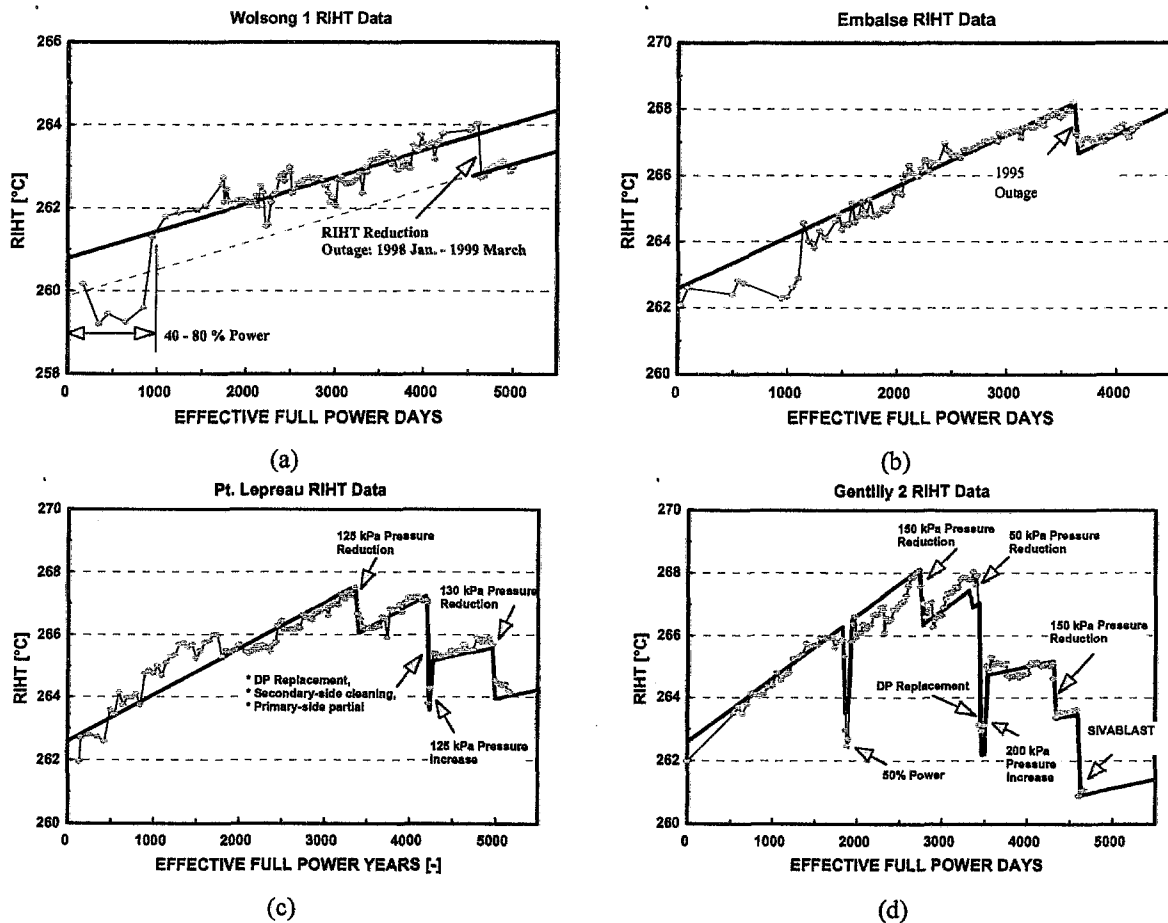 Wolsong 1 RIHT Data
266
264
262
260
258
RIHT [°C]
RIHT Reduction
Outage: 1998 Jan. - 1999 March
40 - 80 % Power
0 1000 2000 3000 4000 5000
EFFECTIVE FULL POWER DAYS
(a)
Embalse RIHT Data
270
268
266
264
262
260
RIHT [°C]
1995
Outage
0 1000 2000 3000 4000
EFFECTIVE FULL POWER DAYS
(b)
Pt. Lepreau RIHT Data
270
268
266
264
262
260
RIHT [°C]
125 kPa Pressure
Reduction
130 kPa Pressure
Reduction
* DP Replacement,
* Secondary-side cleaning,
* Primary-side partial
125 kPa Pressure
Increase
0 1000 2000 3000 4000 5000
EFFECTIVE FULL POWER YEARS [-]
(c)
Gentilly 2 RIHT Data
270
268
266
264
262
260
RIHT [°C]
150 kPa Pressure
Reduction
50 kPa Pressure
Reduction
150 kPa Pressure
Reduction
DP Replacement
50% Power
200 kPa
Pressure
Increase
SIVABLAST
0 1000 2000 3000 4000 5000
EFFECTIVE FULL POWER DAYS
(d)